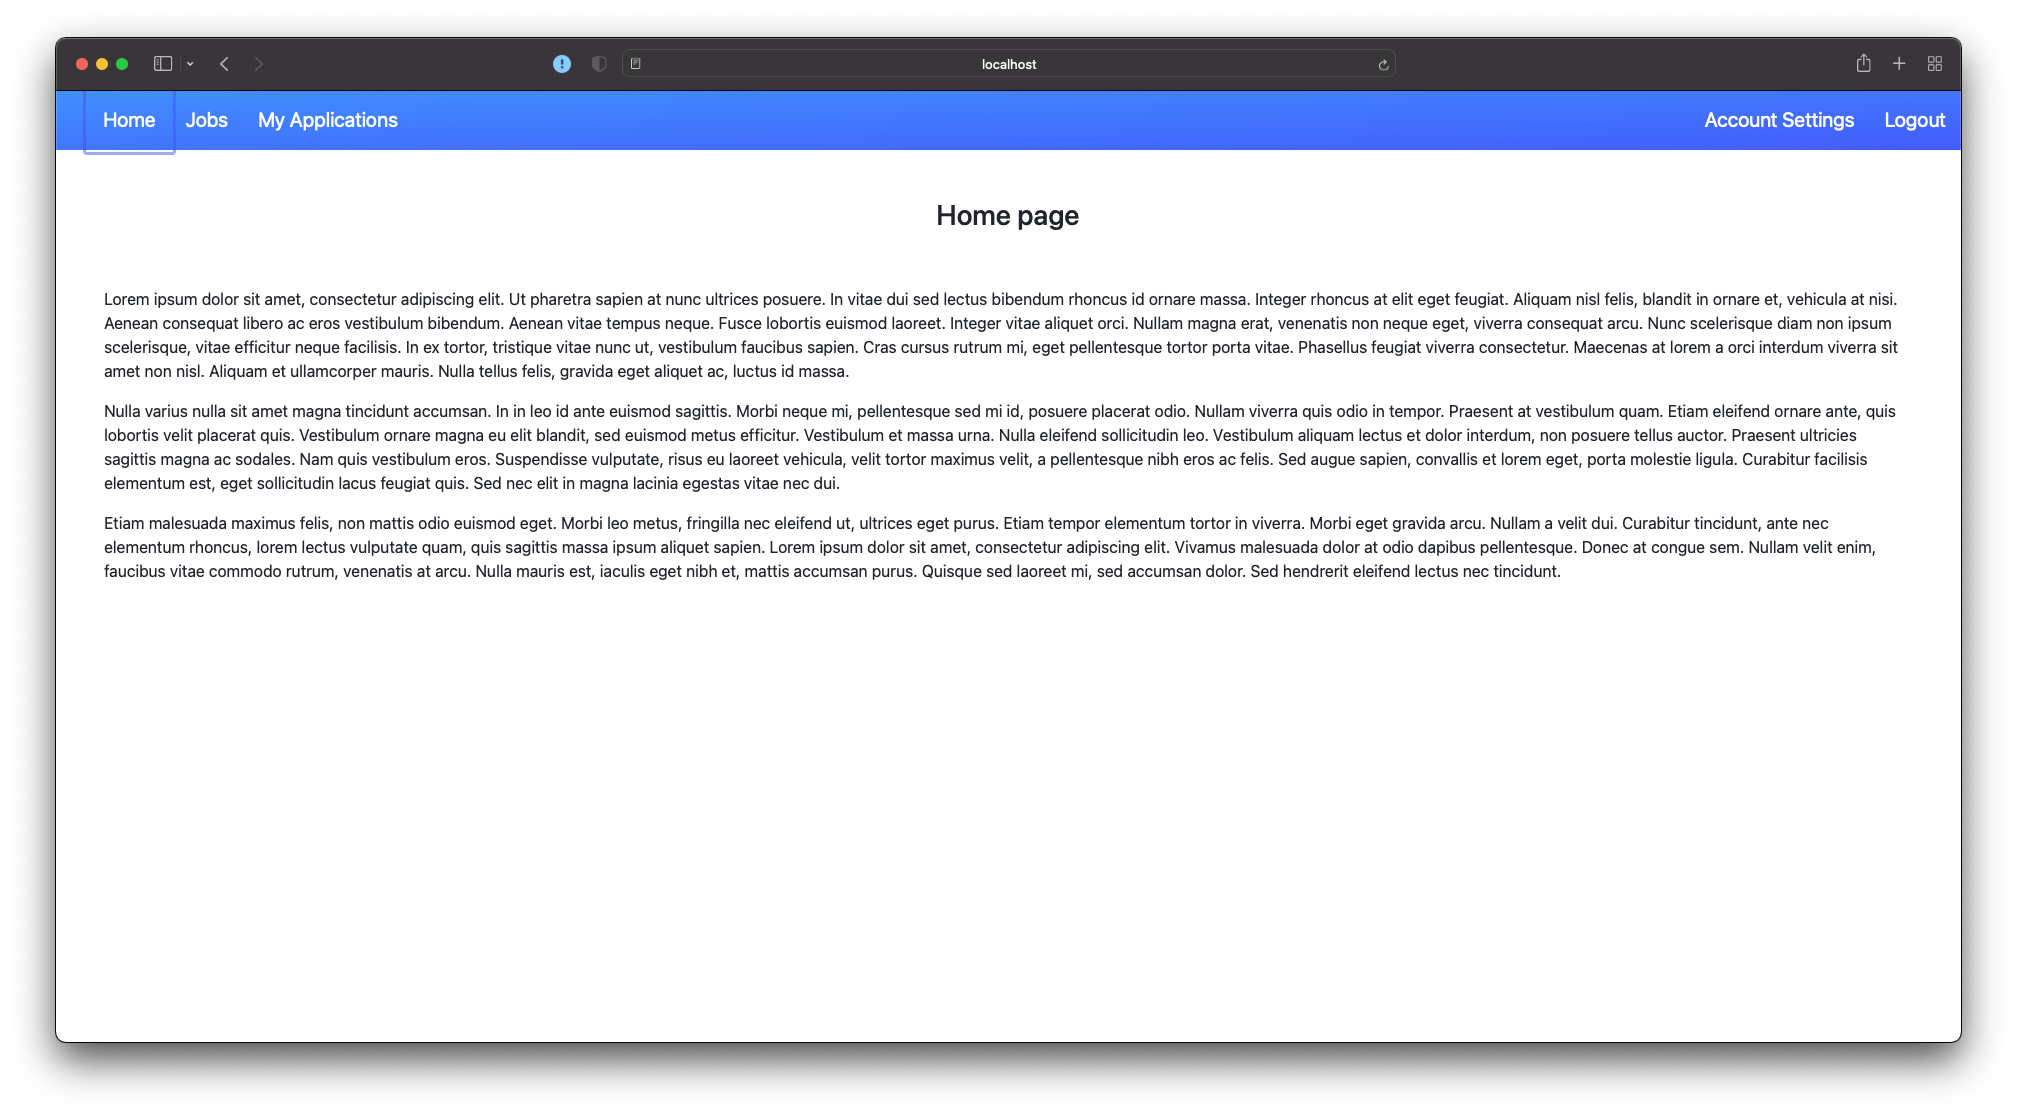 localhost
Home Jobs My Applications Account Settings Logout
Home page
Lorem ipsum dolor sit amet, consectetur adipiscing elit. Ut pharetra sapien at nunc ultrices posuere. In vitae dui sed lectus bibendum rhoncus id ornare massa. Integer rhoncus at elit eget feugiat. Aliquam nisl felis, blandit in ornare et, vehicula at nisi.
Aenean consequat libero ac eros vestibulum bibendum. Aenean vitae tempus neque. Fusce lobortis euismod laoreet. Integer vitae aliquet orci. Nullam magna erat, venenatis non neque eget, viverra consequat arcu. Nunc scelerisque diam non ipsum
scelerisque, vitae efficitur neque facilisis. In ex tortor, tristique vitae nunc ut, vestibulum faucibus sapien. Cras cursus rutrum mi, eget pellentesque tortor porta vitae. Phasellus feugiat viverra consectetur. Maecenas at lorem a orci interdum viverra sit
amet non nisl. Aliquam et ullamcorper mauris. Nulla tellus felis, gravida eget aliquet ac, luctus id massa.
Nulla varius nulla sit amet magna tincidunt accumsan. In in leo id ante euismod sagittis. Morbi neque mi, pellentesque sed mi id, posuere placerat odio. Nullam viverra quis odio in tempor. Praesent at vestibulum quam. Etiam eleifend ornare ante, quis
lobortis velit placerat quis. Vestibulum ornare magna eu elit blandit, sed euismod metus efficitur. Vestibulum et massa urna. Nulla eleifend sollicitudin leo. Vestibulum aliquam lectus et dolor interdum, non posuere tellus auctor. Praesent ultricies
sagittis magna ac sodales. Nam quis vestibulum eros. Suspendisse vulputate, risus eu laoreet vehicula, velit tortor maximus velit, a pellentesque nibh eros ac felis. Sed augue sapien, convallis et lorem eget, porta molestie ligula. Curabitur facilisis
elementum est, eget sollicitudin lacus feugiat quis. Sed nec elit in magna lacinia egestas vitae nec dui.
Etiam malesuada maximus felis, non mattis odio euismod eget. Morbi leo metus, fringilla nec eleifend ut, ultrices eget purus. Etiam tempor elementum tortor in viverra. Morbi eget gravida arcu. Nullam a velit dui. Curabitur tincidunt, ante nec
elementum rhoncus, lorem lectus vulputate quam, quis sagittis massa ipsum aliquet sapien. Lorem ipsum dolor sit amet, consectetur adipiscing elit. Vivamus malesuada dolor at odio dapibus pellentesque. Donec at congue sem. Nullam velit enim,
faucibus vitae commodo rutrum, venenatis at arcu. Nulla mauris est, iaculis eget nibh et, mattis accumsan purus. Quisque sed laoreet mi, sed accumsan dolor. Sed hendrerit eleifend lectus nec tincidunt.